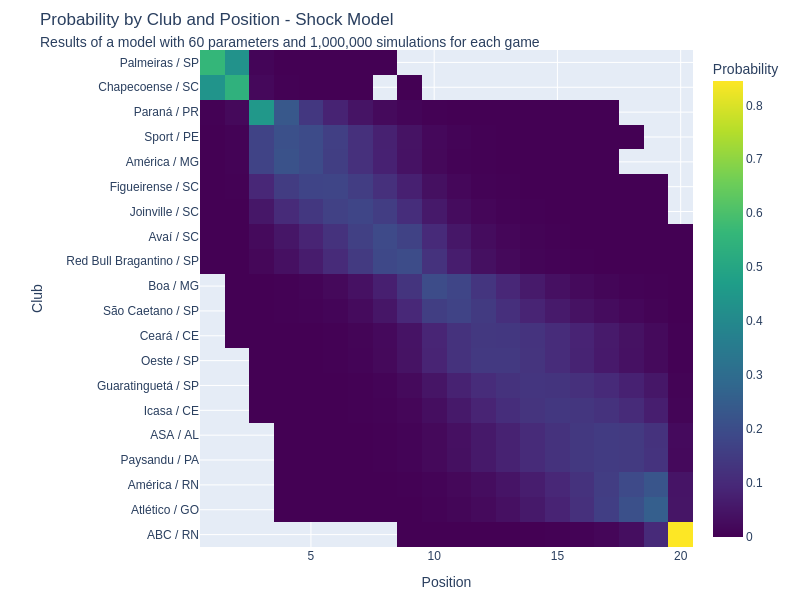 Probability by Club and Position - Shock Model
Results of a model with 60 parameters and 1,000,000 simulations for each game
Probability
Club
Palmeiras / SP
Chapecoense / SC
Paraná / PR
Sport / PE
América / MG
Figueirense / SC
Joinville / SC
Avaí / SC
Red Bull Bragantino / SP
Boa / MG
São Caetano / SP
Ceará / CE
Oeste / SP
Guaratinguetá / SP
Icasa / CE
ASA / AL
Paysandu / PA
América / RN
Atlético / GO
ABC / RN
0.8
0.7
0.6
0.5
0.4
0.3
0.2
0.1
0
5
10
15
20
Position